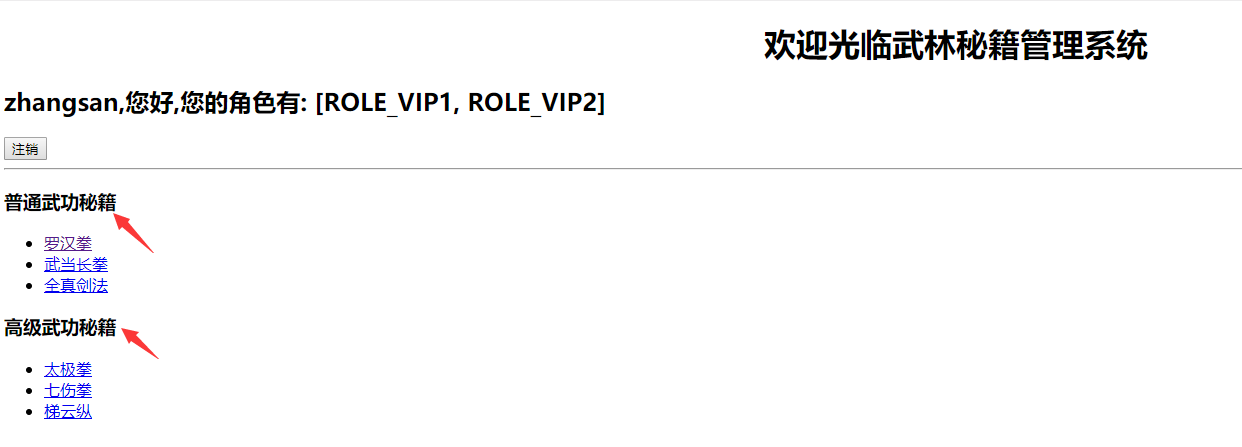 欢迎光临武林秘籍管理系统
zhangsan,您好,您的角色有: [ROLE_VIP1, ROLE_VIP2]
注销
普通武功秘籍
罗汉拳
武当长拳
全真剑法
高级武功秘籍
太极拳
七伤拳
梯云纵